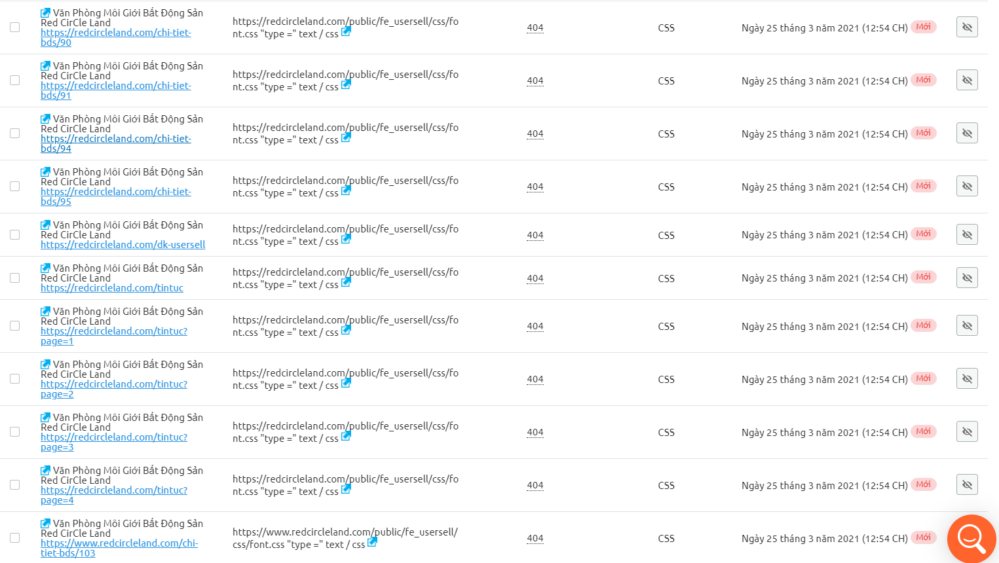 Văn Phòng Môi Giới Bất Động Sản
Red CirCle Land
https://redcircleland.com/chi-tiet-
bds/90
https://redcircleland.com/public/fe_usersell/css/fo
nt.css "type =" text / css
404
CSS
Ngày 25 tháng 3 năm 2021 (12:54 CH) Mới
Văn Phòng Môi Giới Bất Động Sản
Red CirCle Land
https://redcircleland.com/chi-tiet-
bds/91
https://redcircleland.com/public/fe_usersell/css/fo
nt.css "type =" text / css
404
CSS
Ngày 25 tháng 3 năm 2021 (12:54 CH) Mới
Văn Phòng Môi Giới Bất Động Sản
Red CirCle Land
https://redcircleland.com/chi-tiet-
bds/94
https://redcircleland.com/public/fe_usersell/css/fo
nt.css "type =" text / css
404
CSS
Ngày 25 tháng 3 năm 2021 (12:54 CH) Mới
Văn Phòng Môi Giới Bất Động Sản
Red CirCle Land
https://redcircleland.com/chi-tiet-
bds/95
https://redcircleland.com/public/fe_usersell/css/fo
nt.css "type =" text / css
404
CSS
Ngày 25 tháng 3 năm 2021 (12:54 CH) Mới
Văn Phòng Môi Giới Bất Động Sản
Red CirCle Land
https://redcircleland.com/dk-usersell
https://redcircleland.com/public/fe_usersell/css/fo
nt.css "type =" text / css
404
CSS
Ngày 25 tháng 3 năm 2021 (12:54 CH) Mới
Văn Phòng Môi Giới Bất Động Sản
Red CirCle Land
https://redcircleland.com/tintuc
https://redcircleland.com/public/fe_usersell/css/fo
nt.css "type =" text / css
404
CSS
Ngày 25 tháng 3 năm 2021 (12:54 CH) Mới
Văn Phòng Môi Giới Bất Động Sản
Red CirCle Land
https://redcircleland.com/tintuc?
page=1
https://redcircleland.com/public/fe_usersell/css/fo
nt.css "type =" text / css
404
CSS
Ngày 25 tháng 3 năm 2021 (12:54 CH) Mới
Văn Phòng Môi Giới Bất Động Sản
Red CirCle Land
https://redcircleland.com/tintuc?
page=2
https://redcircleland.com/public/fe_usersell/css/fo
nt.css "type =" text / css
404
CSS
Ngày 25 tháng 3 năm 2021 (12:54 CH) Mới
Văn Phòng Môi Giới Bất Động Sản
Red CirCle Land
https://redcircleland.com/tintuc?
page=3
https://redcircleland.com/public/fe_usersell/css/fo
nt.css "type =" text / css
404
CSS
Ngày 25 tháng 3 năm 2021 (12:54 CH) Mới
Văn Phòng Môi Giới Bất Động Sản
Red CirCle Land
https://redcircleland.com/tintuc?
page=4
https://redcircleland.com/public/fe_usersell/css/fo
nt.css "type =" text / css
404
CSS
Ngày 25 tháng 3 năm 2021 (12:54 CH) Mới
Văn Phòng Môi Giới Bất Động Sản
Red CirCle Land
https://www.redcircleland.com/chi-
tiet-bds/103
https://www.redcircleland.com/public/fe_usersell/
css/font.css "type =" text / css
404
CSS
Ngày 25 tháng 3 năm 2021 (12:54 CH) Mới